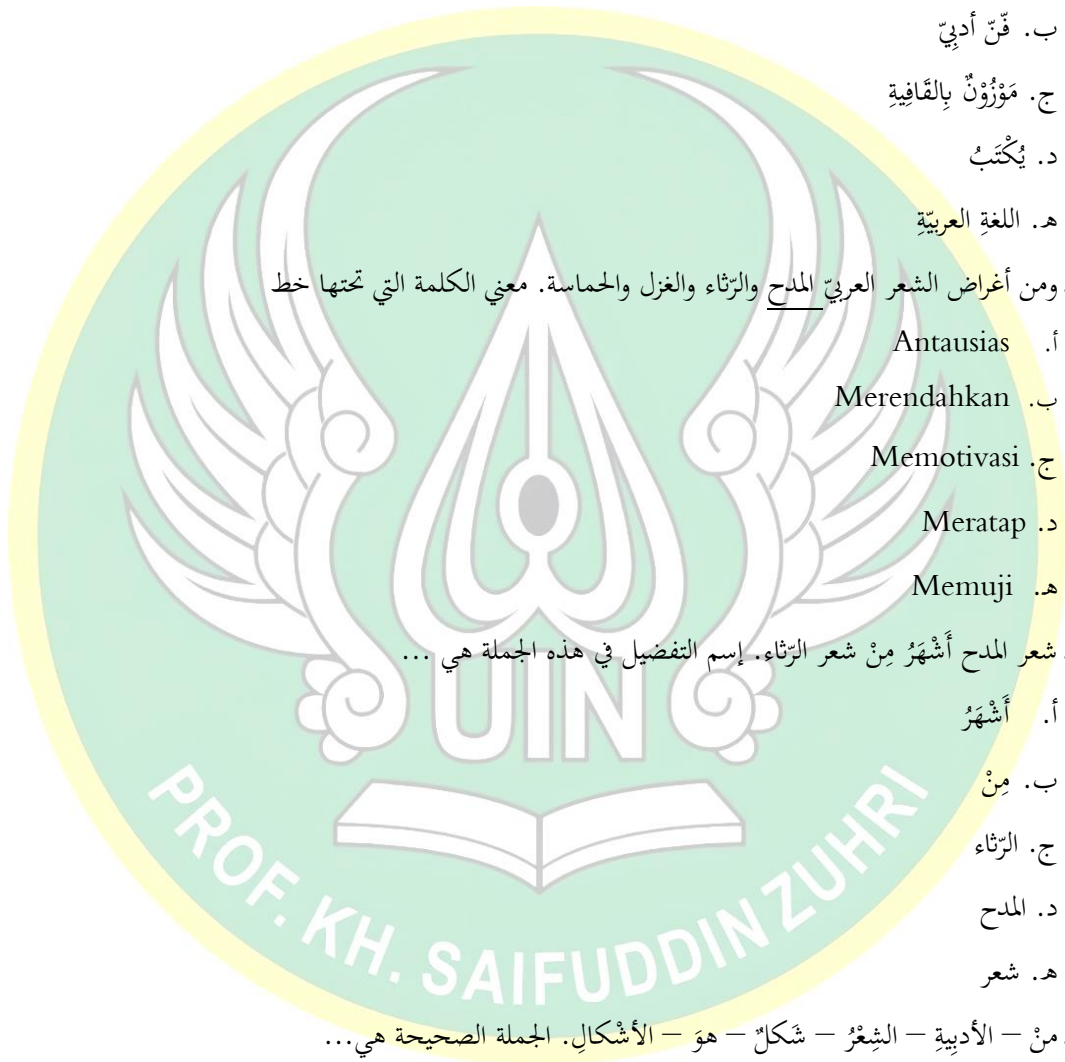 ب. فّنّ أدبِيّ
ج. مَوْزُوْنٌ بِالقَافِيةِ
د. يُكْتَبُ
هـ. اللغةِ العربيّةِ
. ومن أغراض الشعر العربيّ المدح والرّثاء والغزل والحماسة. معني الكلمة التي تحتها خط
أ. Antausias
ب. Merendahkan
ج. Memotivasi
د. Meratap
هـ. Memuji
. شعر المدح أَشْهَرُ مِنْ شعر الرّثاء. إسم التفضيل في هذه الجملة هي ...
أ. أَشْهَرُ
ب. مِنْ
ج. الرّثاء
د. المدح
هـ. شعر
. منْ – الأدبِيةِ – الشِعْرُ – شَكلٌ – هوَ – الأشْكالِ. الجملة الصحيحة هي...
UIN
PROF. KH. SAIFUDDIN ZUHRI